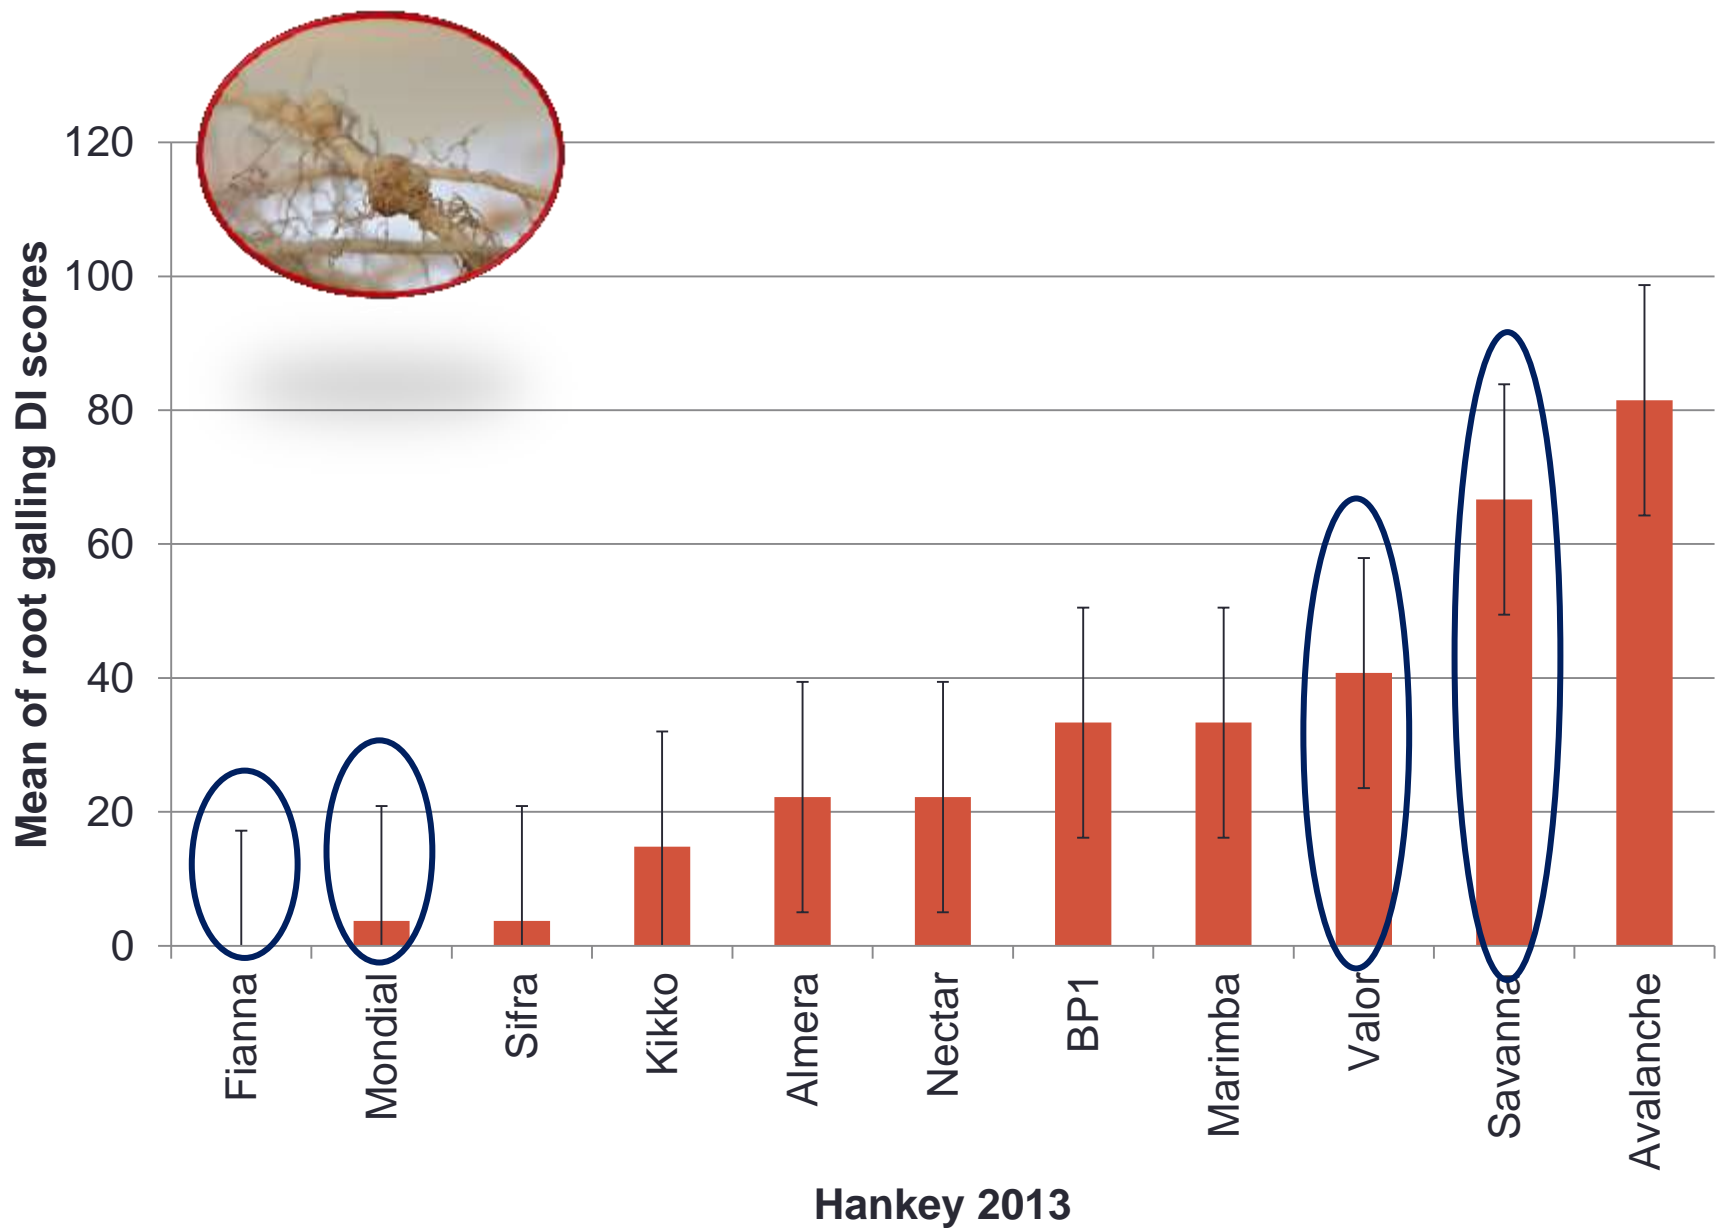 Mean of root galling DI scores
120
100
80
60
40
20
0
Fianna
Mondial
Sifra
Kikko
Almera
Nectar
BP1
Marimba
Valor
Savanna
Avalanche
Hankey 2013